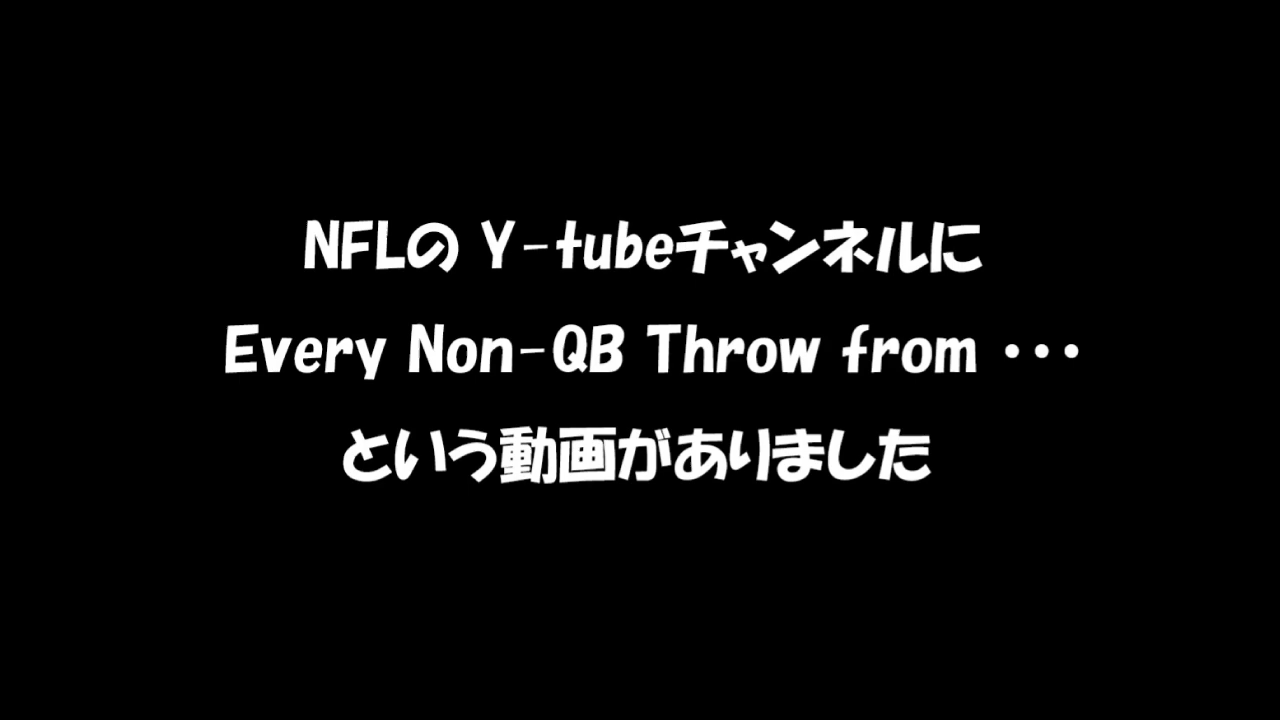 NFLの Y-tubeチャンネルに
Every Non-QB Throw from ・・・
という動画がありました